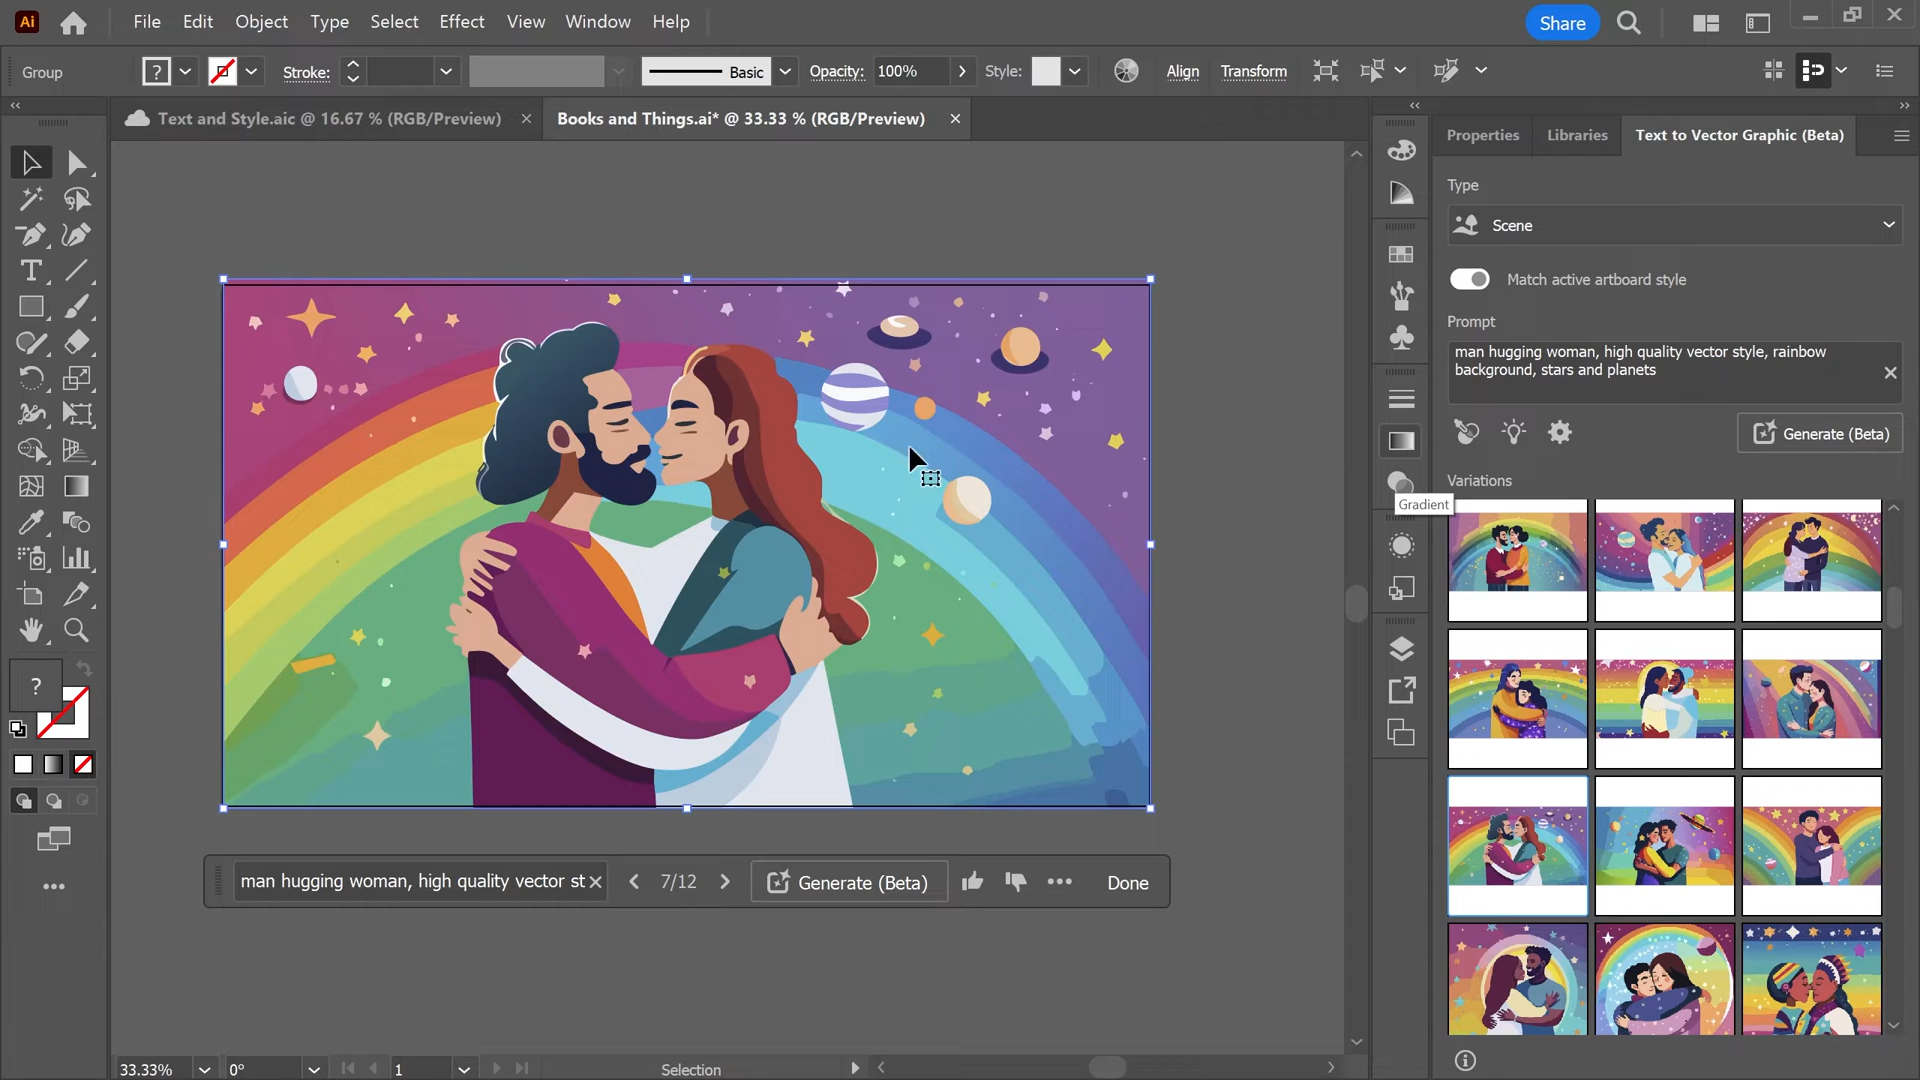 Ai
File Edit Object Type Select Effect View Window Help
Share
Group
?
Stroke:
Basic
Opacity:
100%
Style:
Align
Transform
Text and Style.aic @ 16.67 % (RGB/Preview)
Books and Things.ai* @ 33.33 % (RGB/Preview)
Properties
Libraries
Text to Vector Graphic (Beta)
Type
Scene
Match active artboard style
Prompt
man hugging woman, high quality vector style, rainbow
background, stars and planets
Generate (Beta)
Variations
Gradient
T
?
man hugging woman, high quality vector st
7/12
Generate (Beta)
Done
33.33%
0°
1
Selection